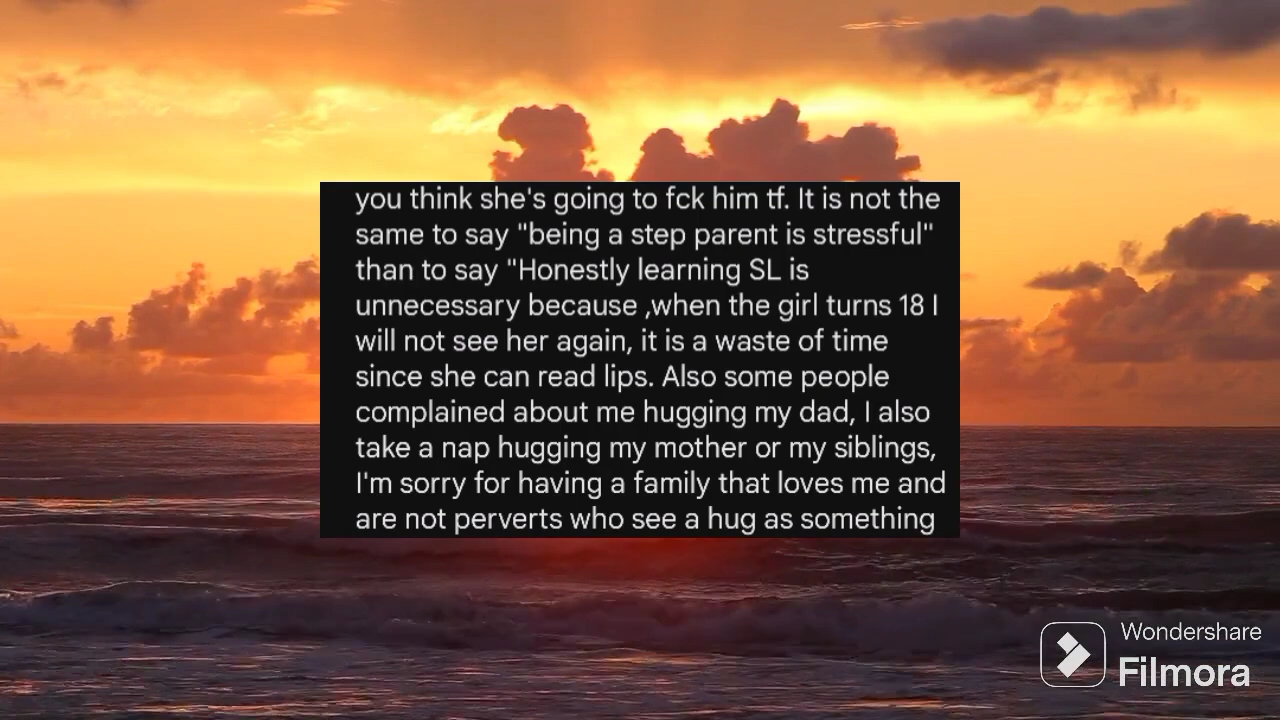 you think she's going to fck him tf. It is not the
same to say "being a step parent is stressful"
than to say "Honestly learning SL is
unnecessary because ,when the girl turns 18 I
will not see her again, it is a waste of time
since she can read lips. Also some people
complained about me hugging my dad, I also
take a nap hugging my mother or my siblings,
I'm sorry for having a family that loves me and
are not perverts who see a hug as something
Wondershare
Filmora